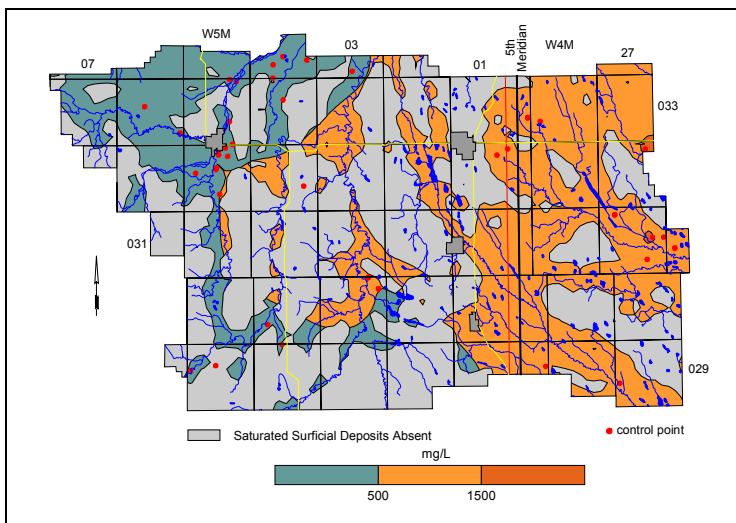 07
W5M
03
01
5th
Meridian
W4M
27
033
031
029
Saturated Surficial Deposits Absent
control point
mg/L
500
1500